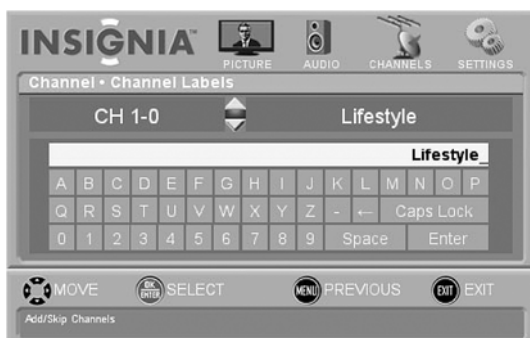 INSIGNIA™
PICTURE AUDIO CHANNELS SETTINGS
Channel • Channel Labels
CH 1-0 Lifestyle
Lifestyle_
A B C D E F G H I J K L M N O P
Q R S T U V W X Y Z - ← Caps Lock
0 1 2 3 4 5 6 7 8 9 Space Enter
MOVE OK ENTER SELECT MENU PREVIOUS EXIT EXIT
Add/Skip Channels